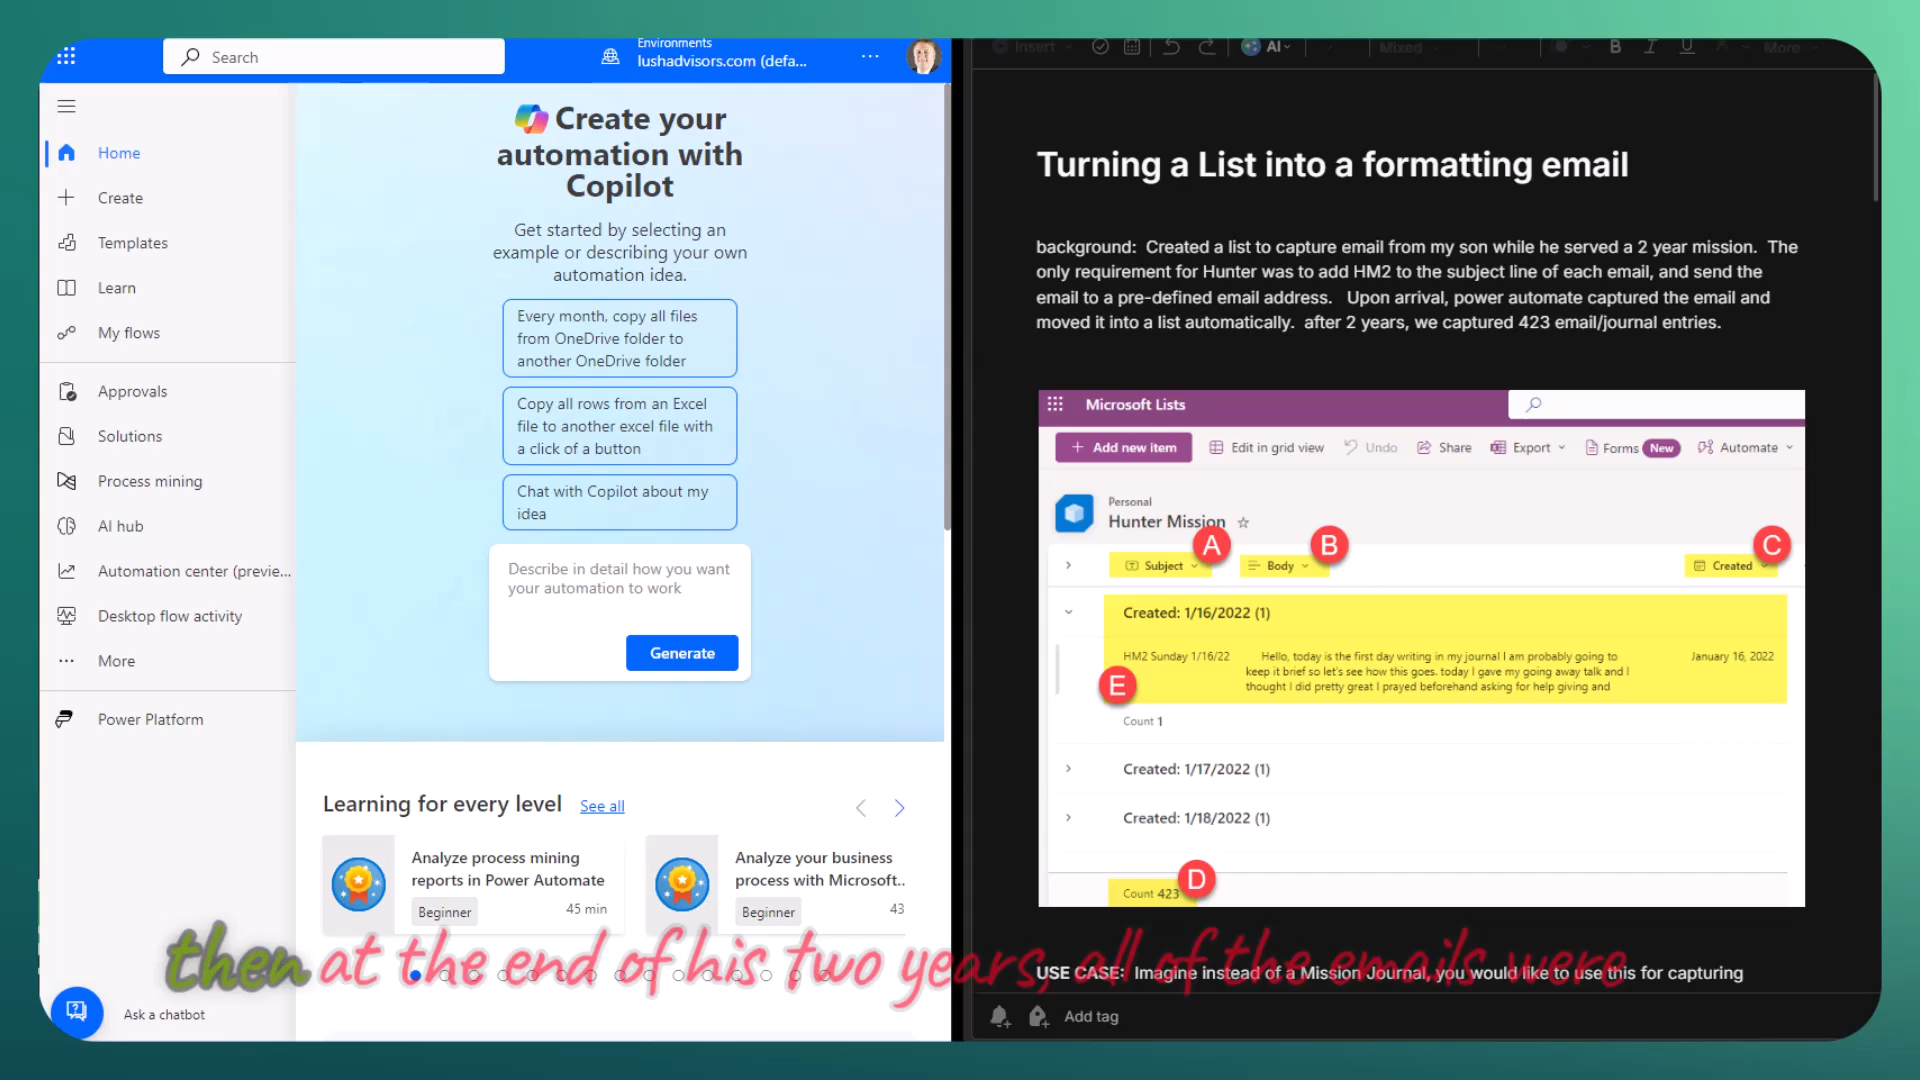 Search
Environments
lushadvisors.com (defa...
Home
Create
Templates
Learn
My flows
Approvals
Solutions
Process mining
AI hub
Automation center (previe...
Desktop flow activity
More
Power Platform
Ask a chatbot
Create your
automation with
Copilot
Get started by selecting an
example or describing your own
automation idea.
Every month, copy all files
from OneDrive folder to
another OneDrive folder
Copy all rows from an Excel
file to another excel file with
a click of a button
Chat with Copilot about my
idea
Describe in detail how you want
your automation to work
Generate
Learning for every level See all
Analyze process mining
reports in Power Automate
Beginner 45 min
Analyze your business
process with Microsoft..
Beginner 43
Insert AI Mixed B I U A More
Turning a List into a formatting email
background: Created a list to capture email from my son while he served a 2 year mission. The
only requirement for Hunter was to add HM2 to the subject line of each email, and send the
email to a pre-defined email address. Upon arrival, power automate captured the email and
moved it into a list automatically. after 2 years, we captured 423 email/journal entries.
Microsoft Lists
Add new item Edit in grid view Undo Share Export Forms New Automate
Personal
Hunter Mission
A B C
Subject Body Created
Created: 1/16/2022 (1)
HM2 Sunday 1/16/22 Hello, today is the first day writing in my journal I am probably going to January 16, 2022
keep it brief so let's see how this goes. today I gave my going away talk and I
thought I did pretty great I prayed beforehand asking for help giving and
E
Count 1
Created: 1/17/2022 (1)
Created: 1/18/2022 (1)
D
Count 423
USE CASE: Imagine instead of a Mission Journal, you would like to use this for capturing
Add tag
then at the end of his two years, all of the emails were